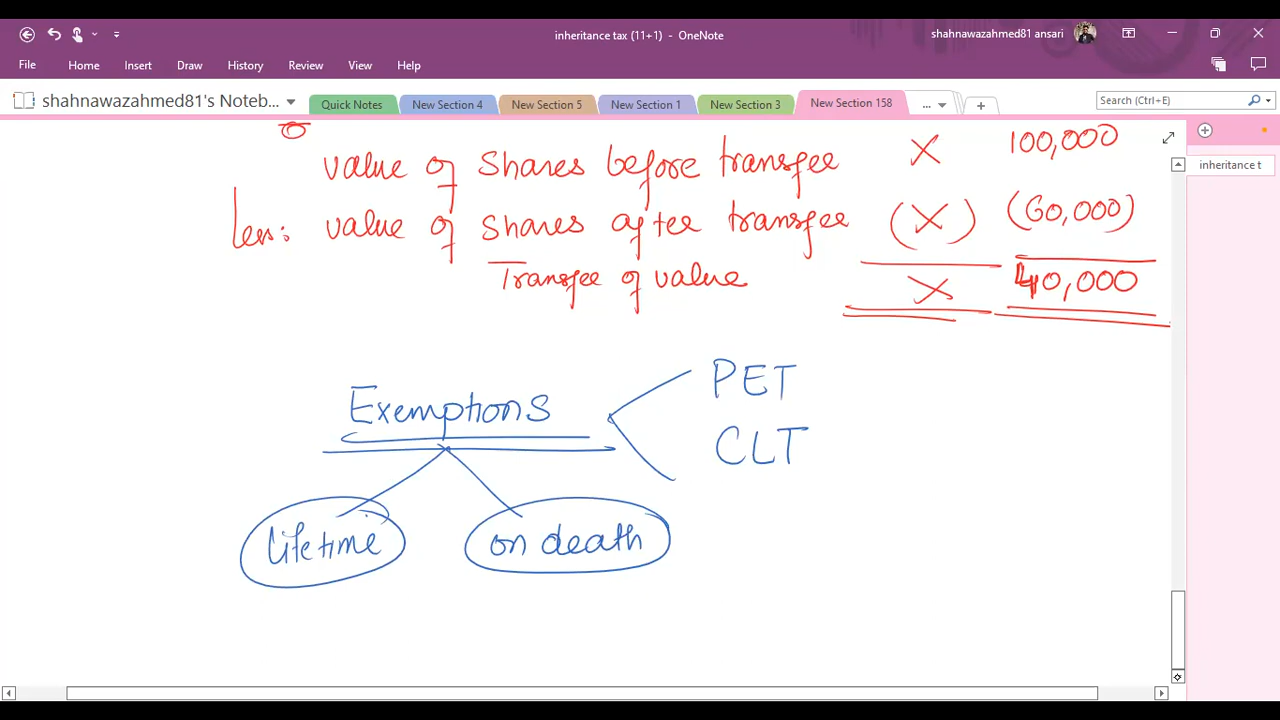 inheritance tax (11+1) - OneNote
shahnawazahmed81 ansari
File Home Insert Draw History Review View Help
shahnawazahmed81's Noteb... Quick Notes New Section 4 New Section 5 New Section 1 New Section 3 New Section 158 ... Search (Ctrl+E)
inheritance t
value of shares before transfer X 100,000
Less: value of shares after transfer (X) (60,000)
Transfer of value X 40,000
PET
Exemptions
CLT
lifetime on death